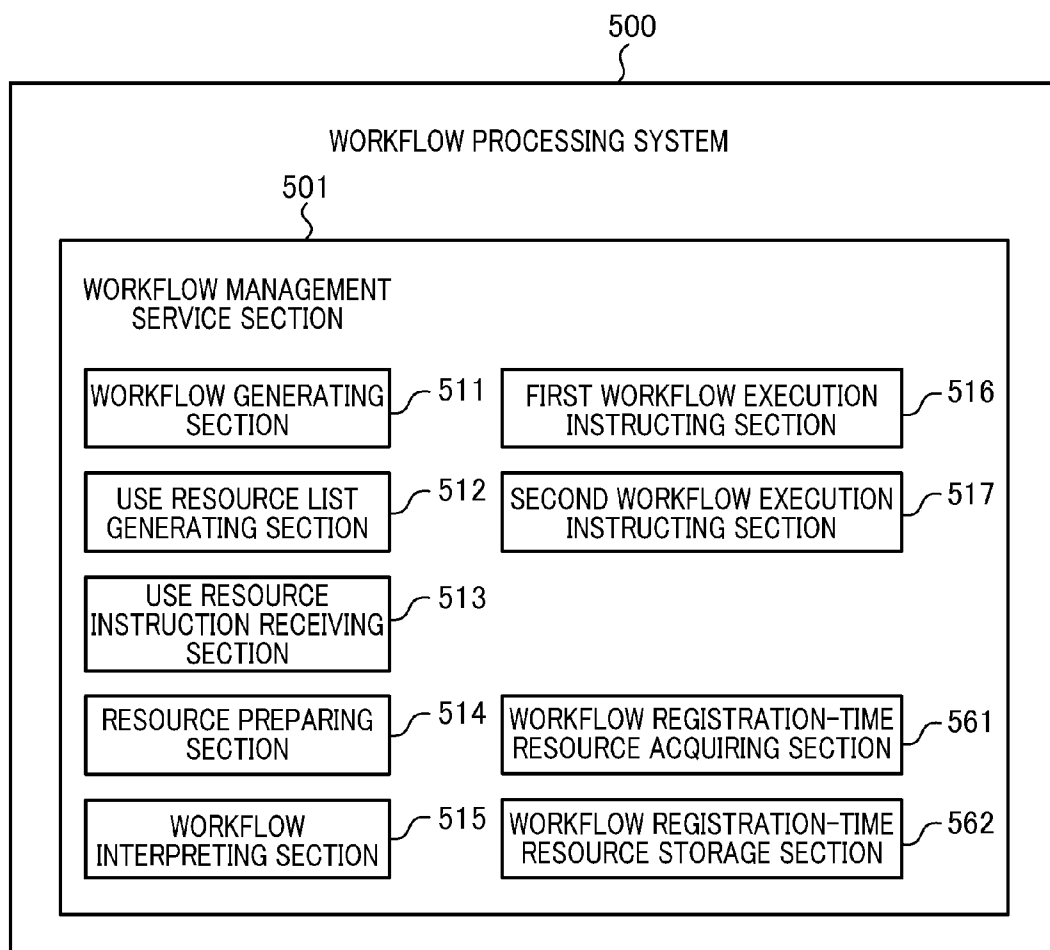 500
WORKFLOW PROCESSING SYSTEM
501
WORKFLOW MANAGEMENT
SERVICE SECTION
WORKFLOW GENERATING
SECTION
511
USE RESOURCE LIST
GENERATING SECTION
512
USE RESOURCE
INSTRUCTION RECEIVING
SECTION
513
RESOURCE PREPARING
SECTION
514
WORKFLOW
INTERPRETING SECTION
515
FIRST WORKFLOW EXECUTION
INSTRUCTING SECTION
516
SECOND WORKFLOW EXECUTION
INSTRUCTING SECTION
517
WORKFLOW REGISTRATION-TIME
RESOURCE ACQUIRING SECTION
561
WORKFLOW REGISTRATION-TIME
RESOURCE STORAGE SECTION
562